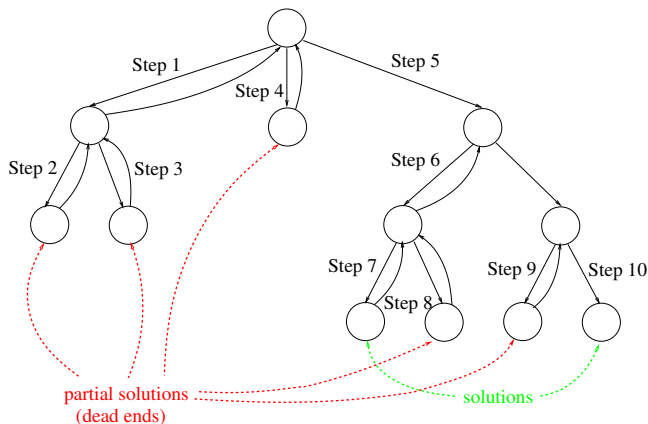 Step 1
Step 5
Step 4
Step 2
Step 3
Step 6
Step 7
Step 8
Step 9
Step 10
partial solutions
(dead ends)
solutions